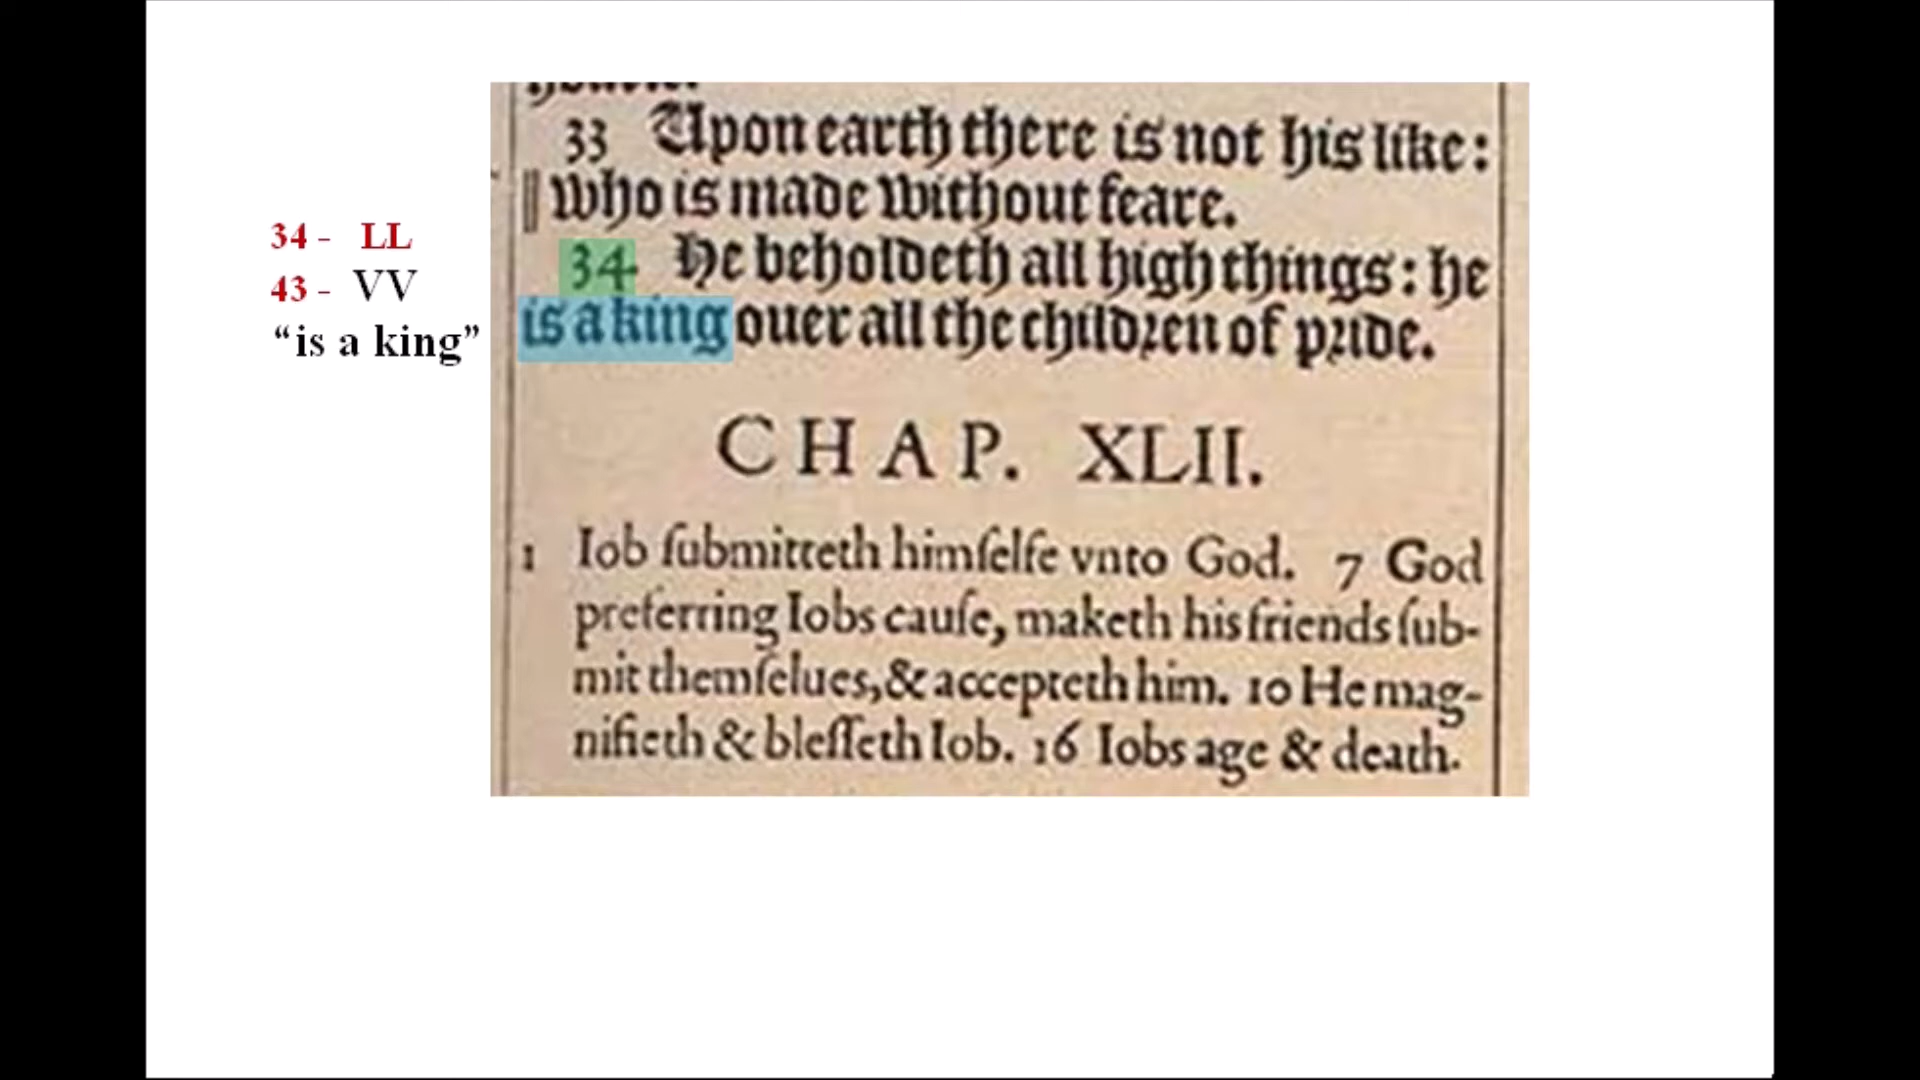 34 - LL
43 - VV
“is a king”
33 Upon earth there is not his like:
|| who is made without feare.
34 He beholdeth all high things: he
is a king ouer all the children of pride.
CHAP. XLII.
1 Iob ſubmitteth himſelfe vnto God. 7 God
preferring Iobs cauſe, maketh his friends ſub-
mit themſelues, & accepteth him. 10 He mag-
nifieth & bleſſeth Iob. 16 Iobs age & death.